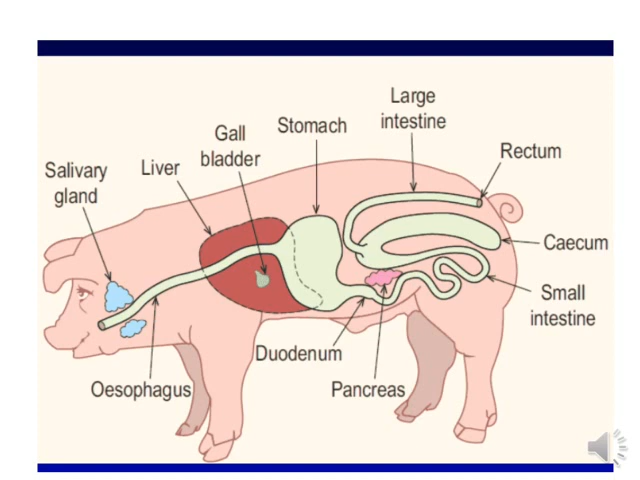 Large
intestine
Stomach
Gall
bladder
Rectum
Liver
Salivary
gland
Caecum
Small
intestine
Duodenum
Oesophagus
Pancreas